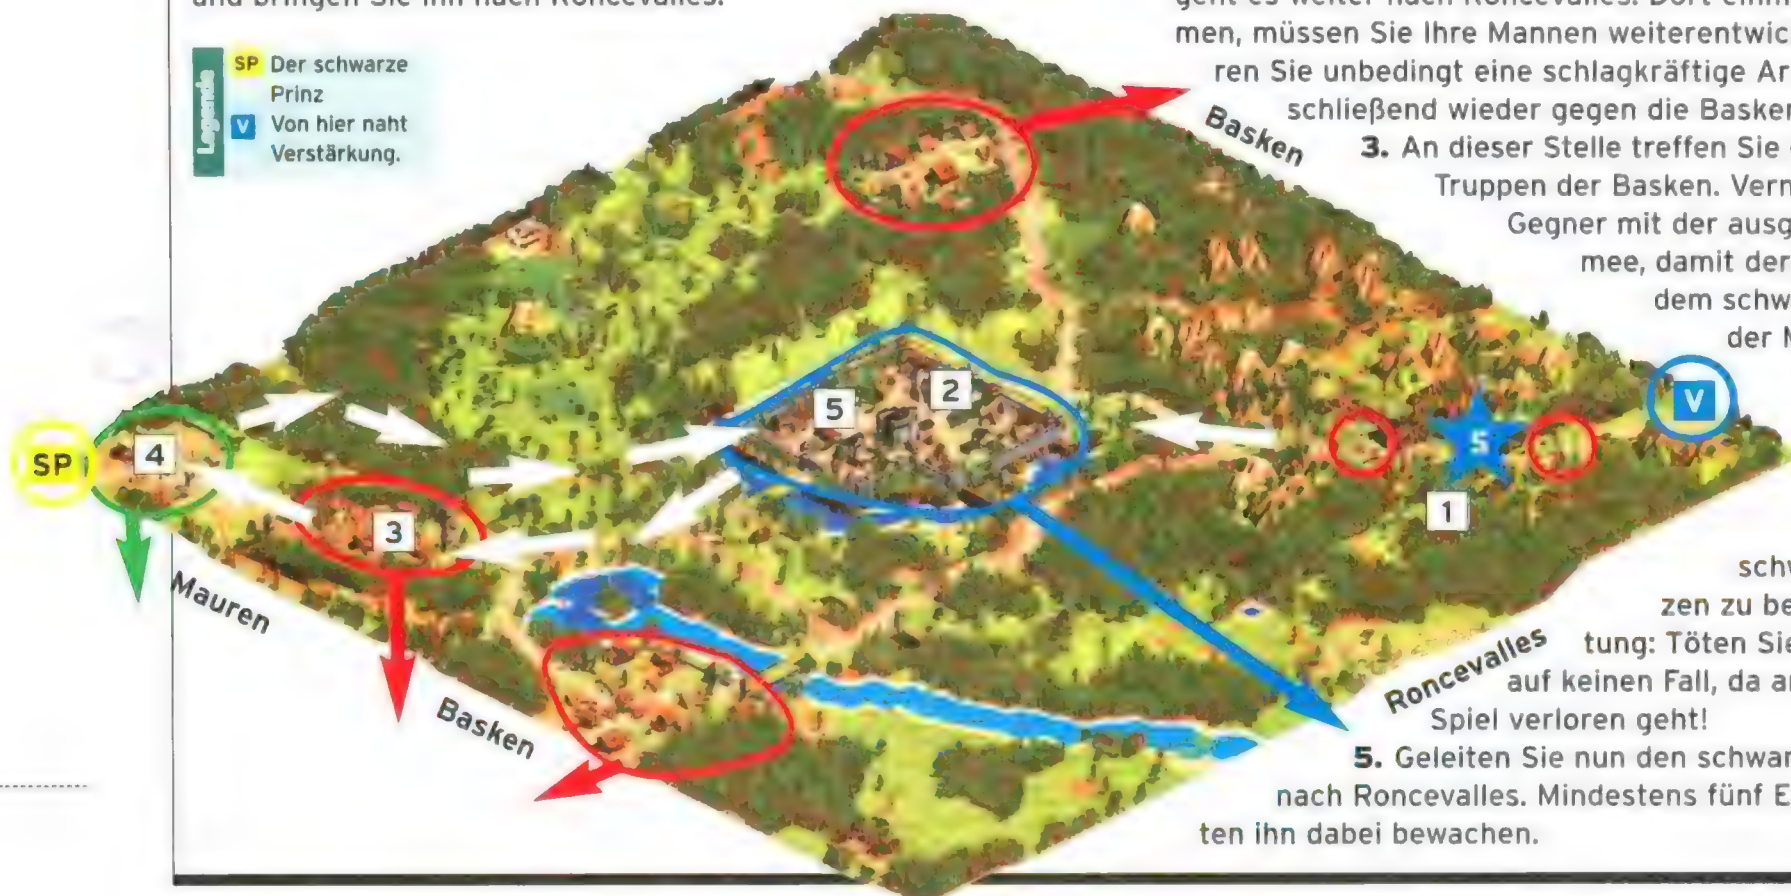 und bringen Sie ihn nach Roncevalles.
Legende
SP Der schwarze
Prinz
V Von hier naht
Verstärkung.
geht es weiter nach Roncevalles. Dort
men, müssen Sie Ihre Mannen weiterentwic
ren Sie unbedingt eine schlagkräftige Ar
schließend wieder gegen die Basken
3. An dieser Stelle treffen Sie
Truppen der Basken. Vern
Gegner mit der ausg
mee, damit der
dem schw
der
Basken
5
2
V
SP
4
S
3
1
Mauren
schw
zen zu be
tung: Töten Sie
auf keinen Fall, da a
Spiel verloren geht!
Roncevalles
Basken
5. Geleiten Sie nun den schwar
nach Roncevalles. Mindestens fünf E
ten ihn dabei bewachen.